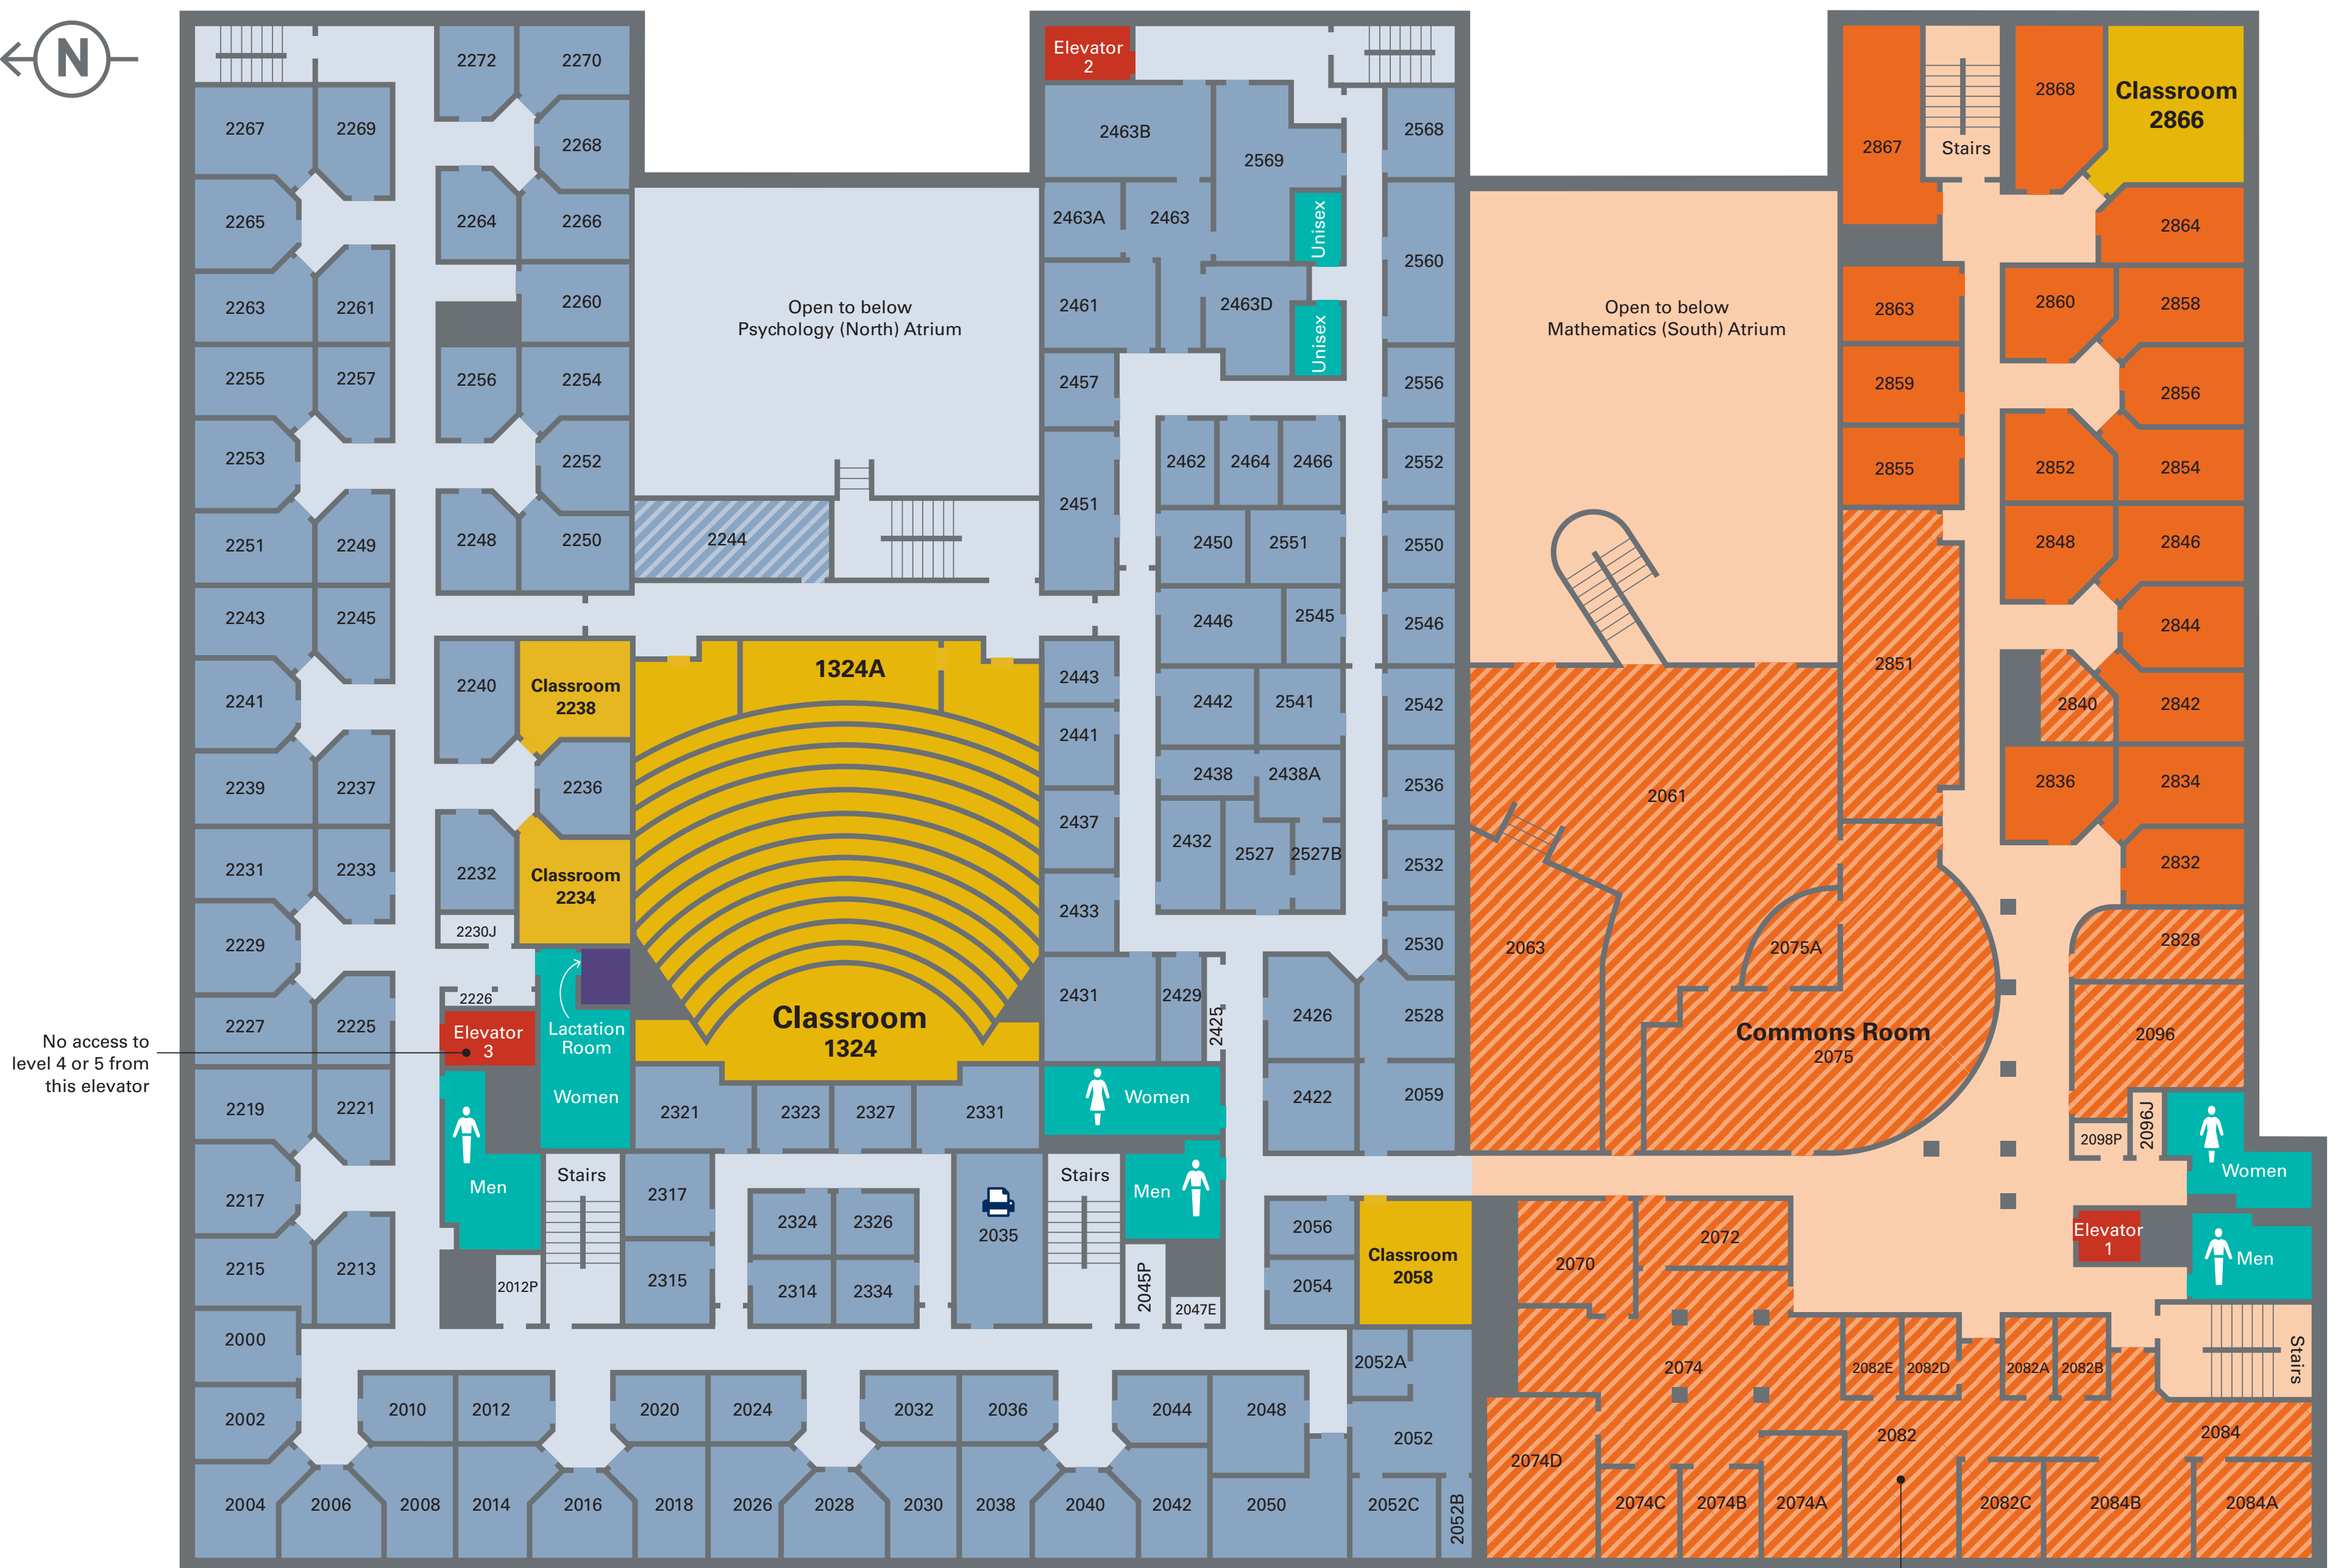 N
2272
2270
2267
2269
2268
2265
2264
2266
2263
2261
2260
2255
2257
2256
2254
2253
2252
2251
2249
2248
2250
2244
2243
2245
2241
2240
Classroom
2238
2239
2237
2236
2231
2233
2232
Classroom
2234
2229
2230J
2226
2227
2225
Elevator
3
Lactation
Room
Women
No access to
level 4 or 5 from
this elevator
2219
2221
Men
2217
2215
2213
2012P
Stairs
Open to below
Psychology (North) Atrium
1324A
Classroom
1324
2321
2323
2327
2331
2317
2315
2324
2326
2314
2334
2035
Stairs
Elevator
2
2463B
2569
2568
2463A
2463
Unisex
2560
2461
2463D
Unisex
2457
2556
2462
2464
2466
2552
2451
2450
2551
2550
2446
2545
2546
2443
2442
2541
2542
2441
2438
2438A
2536
2437
2432
2527
2527B
2532
2433
2530
2431
2429
2425
2426
2528
2422
2059
Women
Men
2045P
2047E
2056
2054
Classroom
2058
2000
2002
2004
2006
2008
2010
2012
2014
2016
2018
2020
2024
2026
2028
2030
2032
2036
2038
2040
2042
2044
2048
2050
2052A
2052
2052C
2052B
Open to below
Mathematics (South) Atrium
2867
Stairs
2868
Classroom
2866
2864
2863
2860
2858
2859
2856
2855
2852
2854
2848
2846
2851
2844
2840
2842
2836
2834
2832
2061
2063
2075A
Commons Room
2075
2828
2096
2098P
2096J
Women
Elevator
1
Men
Stairs
2070
2072
2074
2074D
2074C
2074B
2074A
2082E
2082D
2082A
2082B
2082
2084
2082C
2084B
2084A